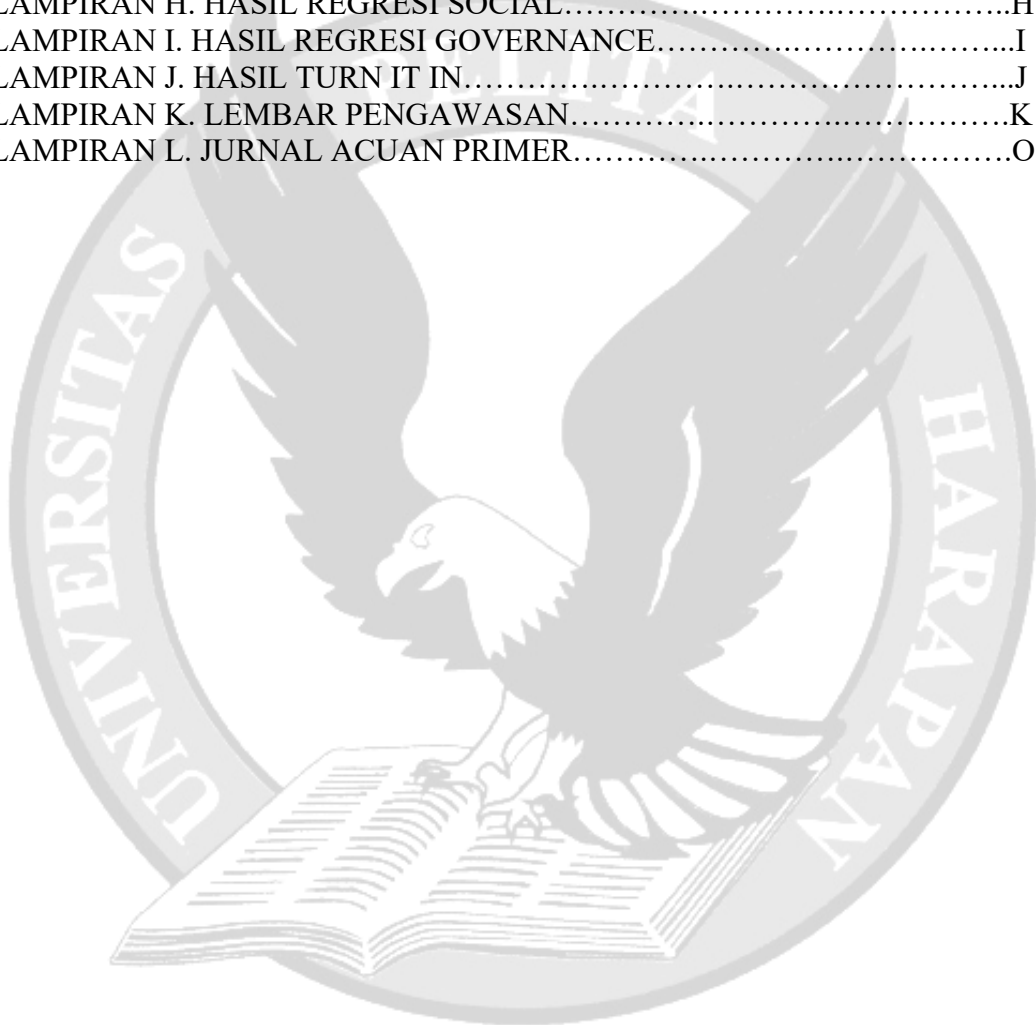 LAMPIRAN H. HASIL REGRESI SOCIAL………….………….……………..H
LAMPIRAN I. HASIL REGRESI GOVERNANCE………….………….……...I
LAMPIRAN J. HASIL TURN IT IN………….………….…………………...J
LAMPIRAN K. LEMBAR PENGAWASAN………….………….…………….K
LAMPIRAN L. JURNAL ACUAN PRIMER………….………….…………….O
UNIVERSITAS PELITA HARAPAN